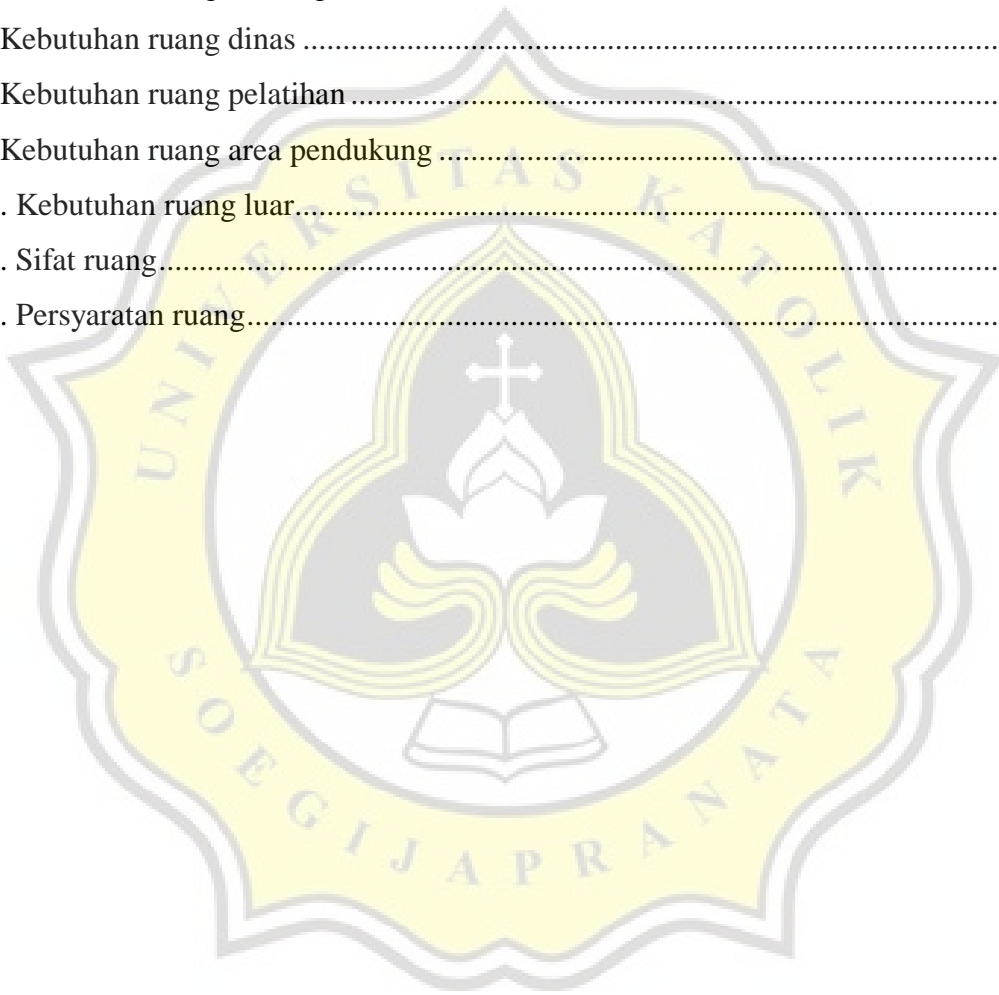 Kebutuhan ruang dinas ....................................................................................
Kebutuhan ruang pelatihan ..............................................................................
Kebutuhan ruang area pendukung ...................................................................
. Kebutuhan ruang luar.....................................................................................
. Sifat ruang......................................................................................................
. Persyaratan ruang...........................................................................................
UNIVERSITAS KATOLIK
SOEGIJAPRANATA